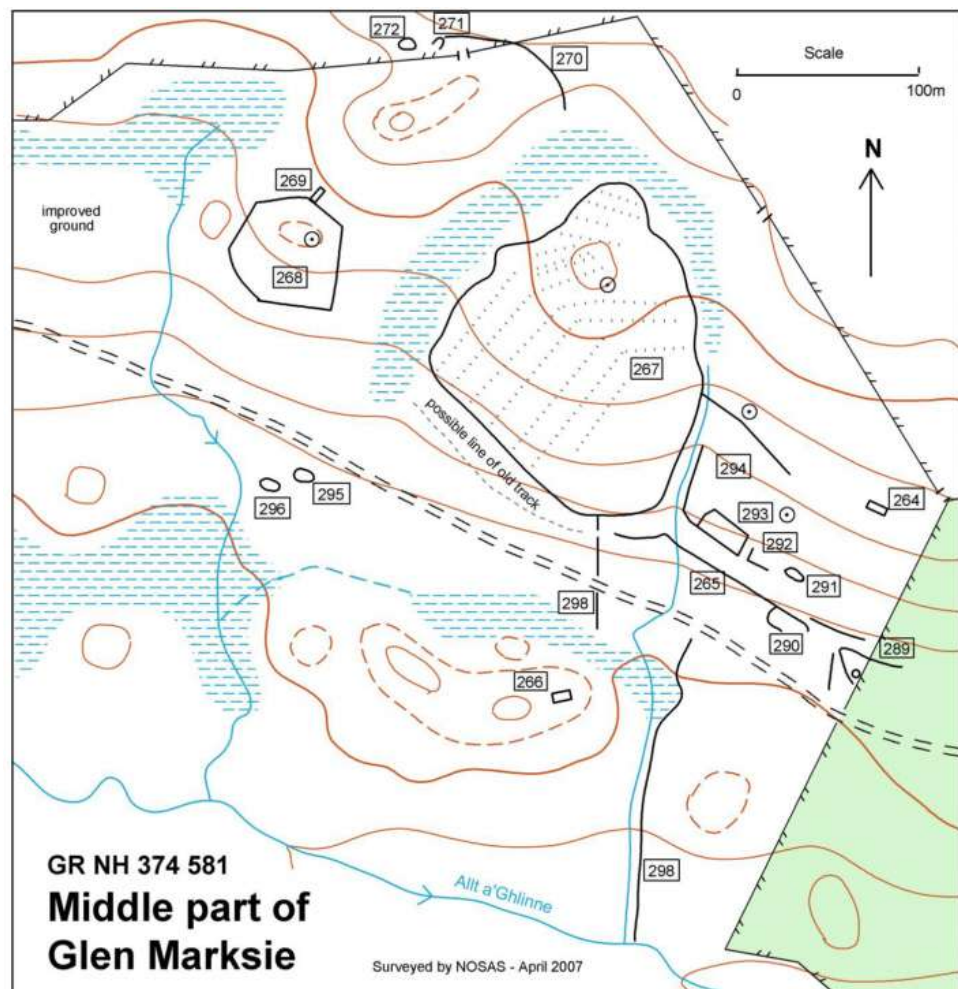 272
271
270
Scale
0
100m
N
269
improved
ground
268
267
possible line of old track
294
264
293
292
291
295
296
265
298
290
289
266
298
GR NH 374 581
Middle part of
Glen Marksie
Allt a'Ghlinne
Surveyed by NOSAS - April 2007